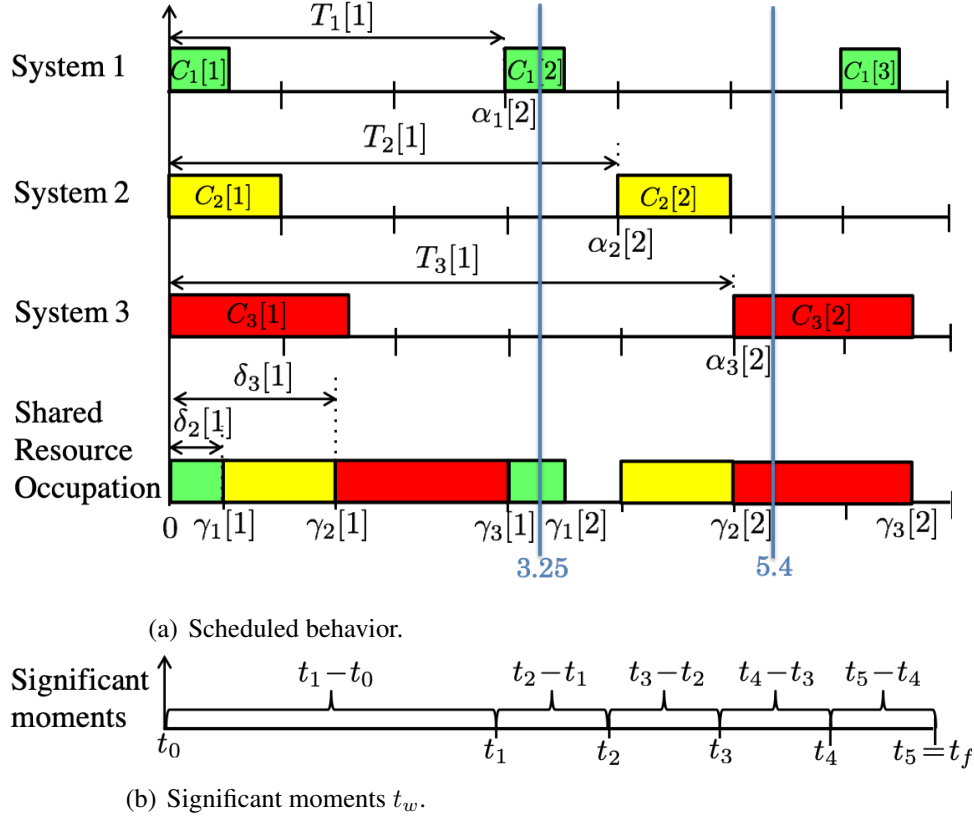 T₁[1]
System 1
C₁[1]
C₁[2]
C₁[3]
α₁[2]
T₂[1]
System 2
C₂[1]
C₂[2]
α₂[2]
T₃[1]
System 3
C₃[1]
C₃[2]
α₃[2]
δ₃[1]
Shared
Resource
Occupation
δ₂[1]
0 γ₁[1] γ₂[1] γ₃[1] γ₁[2] γ₂[2] γ₃[2]
3.25 5.4
(a) Scheduled behavior.
Significant
moments
t₁−t₀ t₂−t₁ t₃−t₂ t₄−t₃ t₅−t₄
t₀ t₁ t₂ t₃ t₄ t₅=t_f
(b) Significant moments t_w.